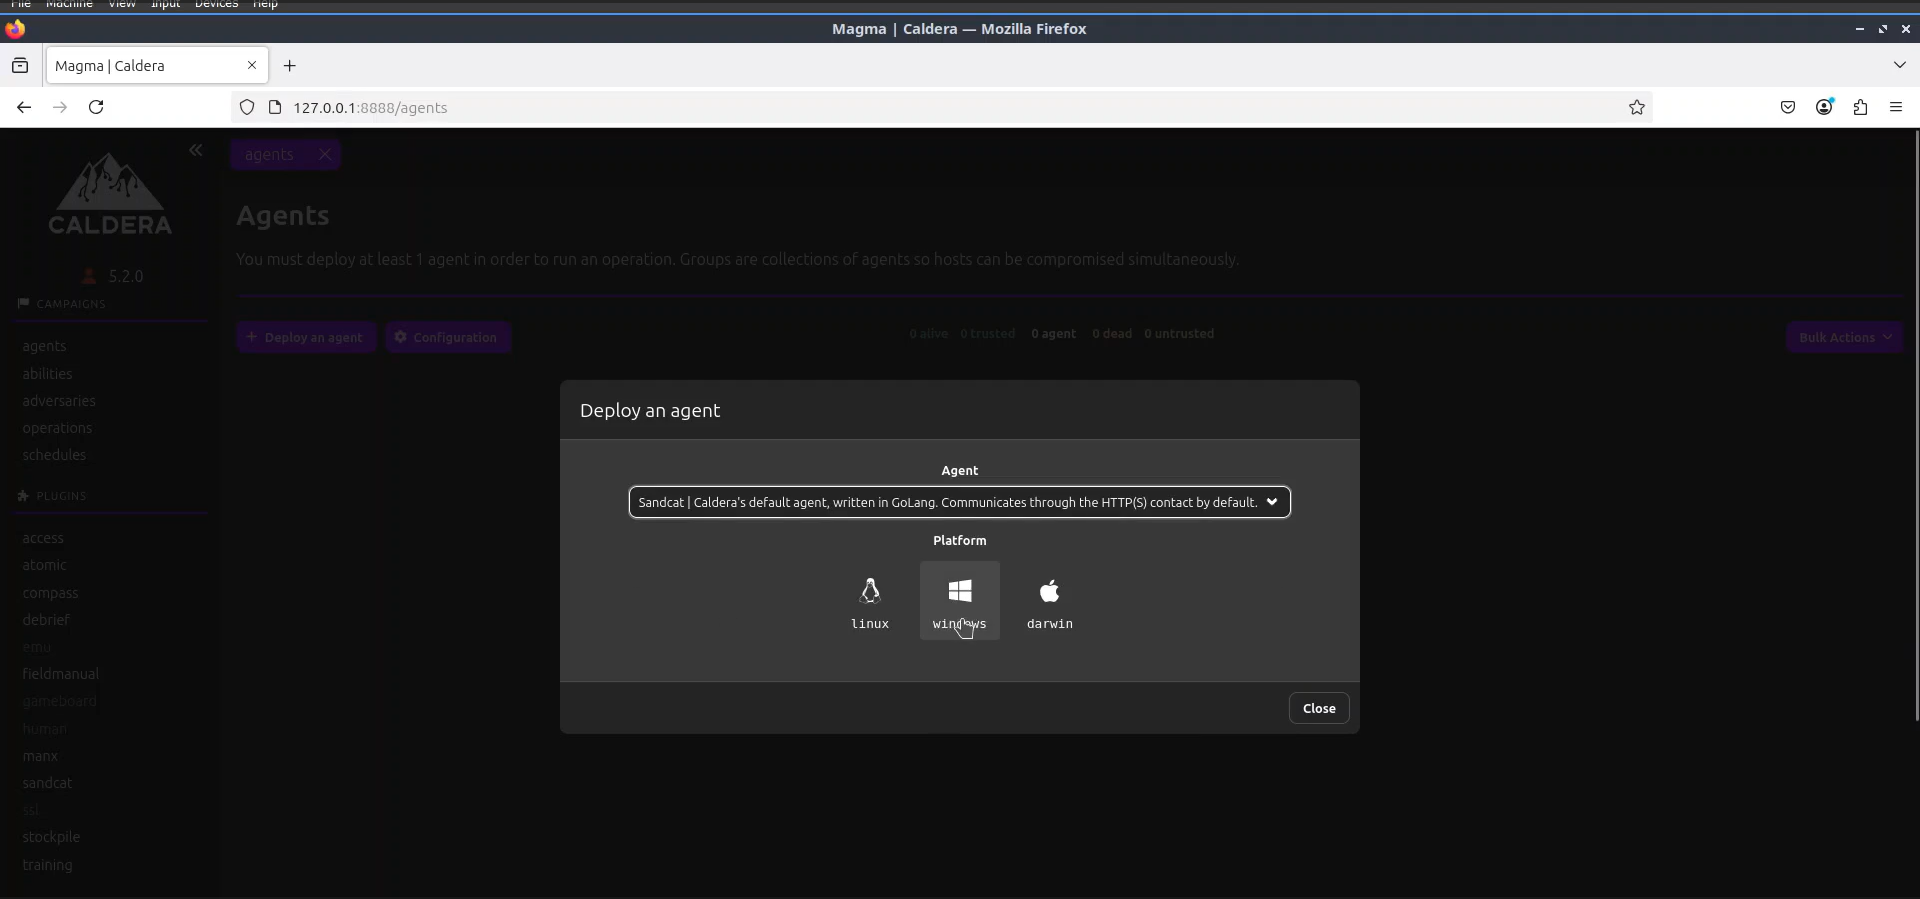 File Machine View Input Devices Help
Magma | Caldera — Mozilla Firefox
Magma | Caldera
127.0.0.1:8888/agents
agents
CALDERA
5.2.0
CAMPAIGNS
agents
abilities
adversaries
operations
schedules
PLUGINS
access
atomic
compass
debrief
emu
fieldmanual
gameboard
human
manx
sandcat
ssl
stockpile
training
Agents
You must deploy at least 1 agent in order to run an operation. Groups are collections of agents so hosts can be compromised simultaneously.
+ Deploy an agent Configuration 0 alive 0 trusted 0 agent 0 dead 0 untrusted Bulk Actions
Deploy an agent
Agent
Sandcat | Caldera's default agent, written in GoLang. Communicates through the HTTP(S) contact by default.
Platform
linux windows darwin
Close